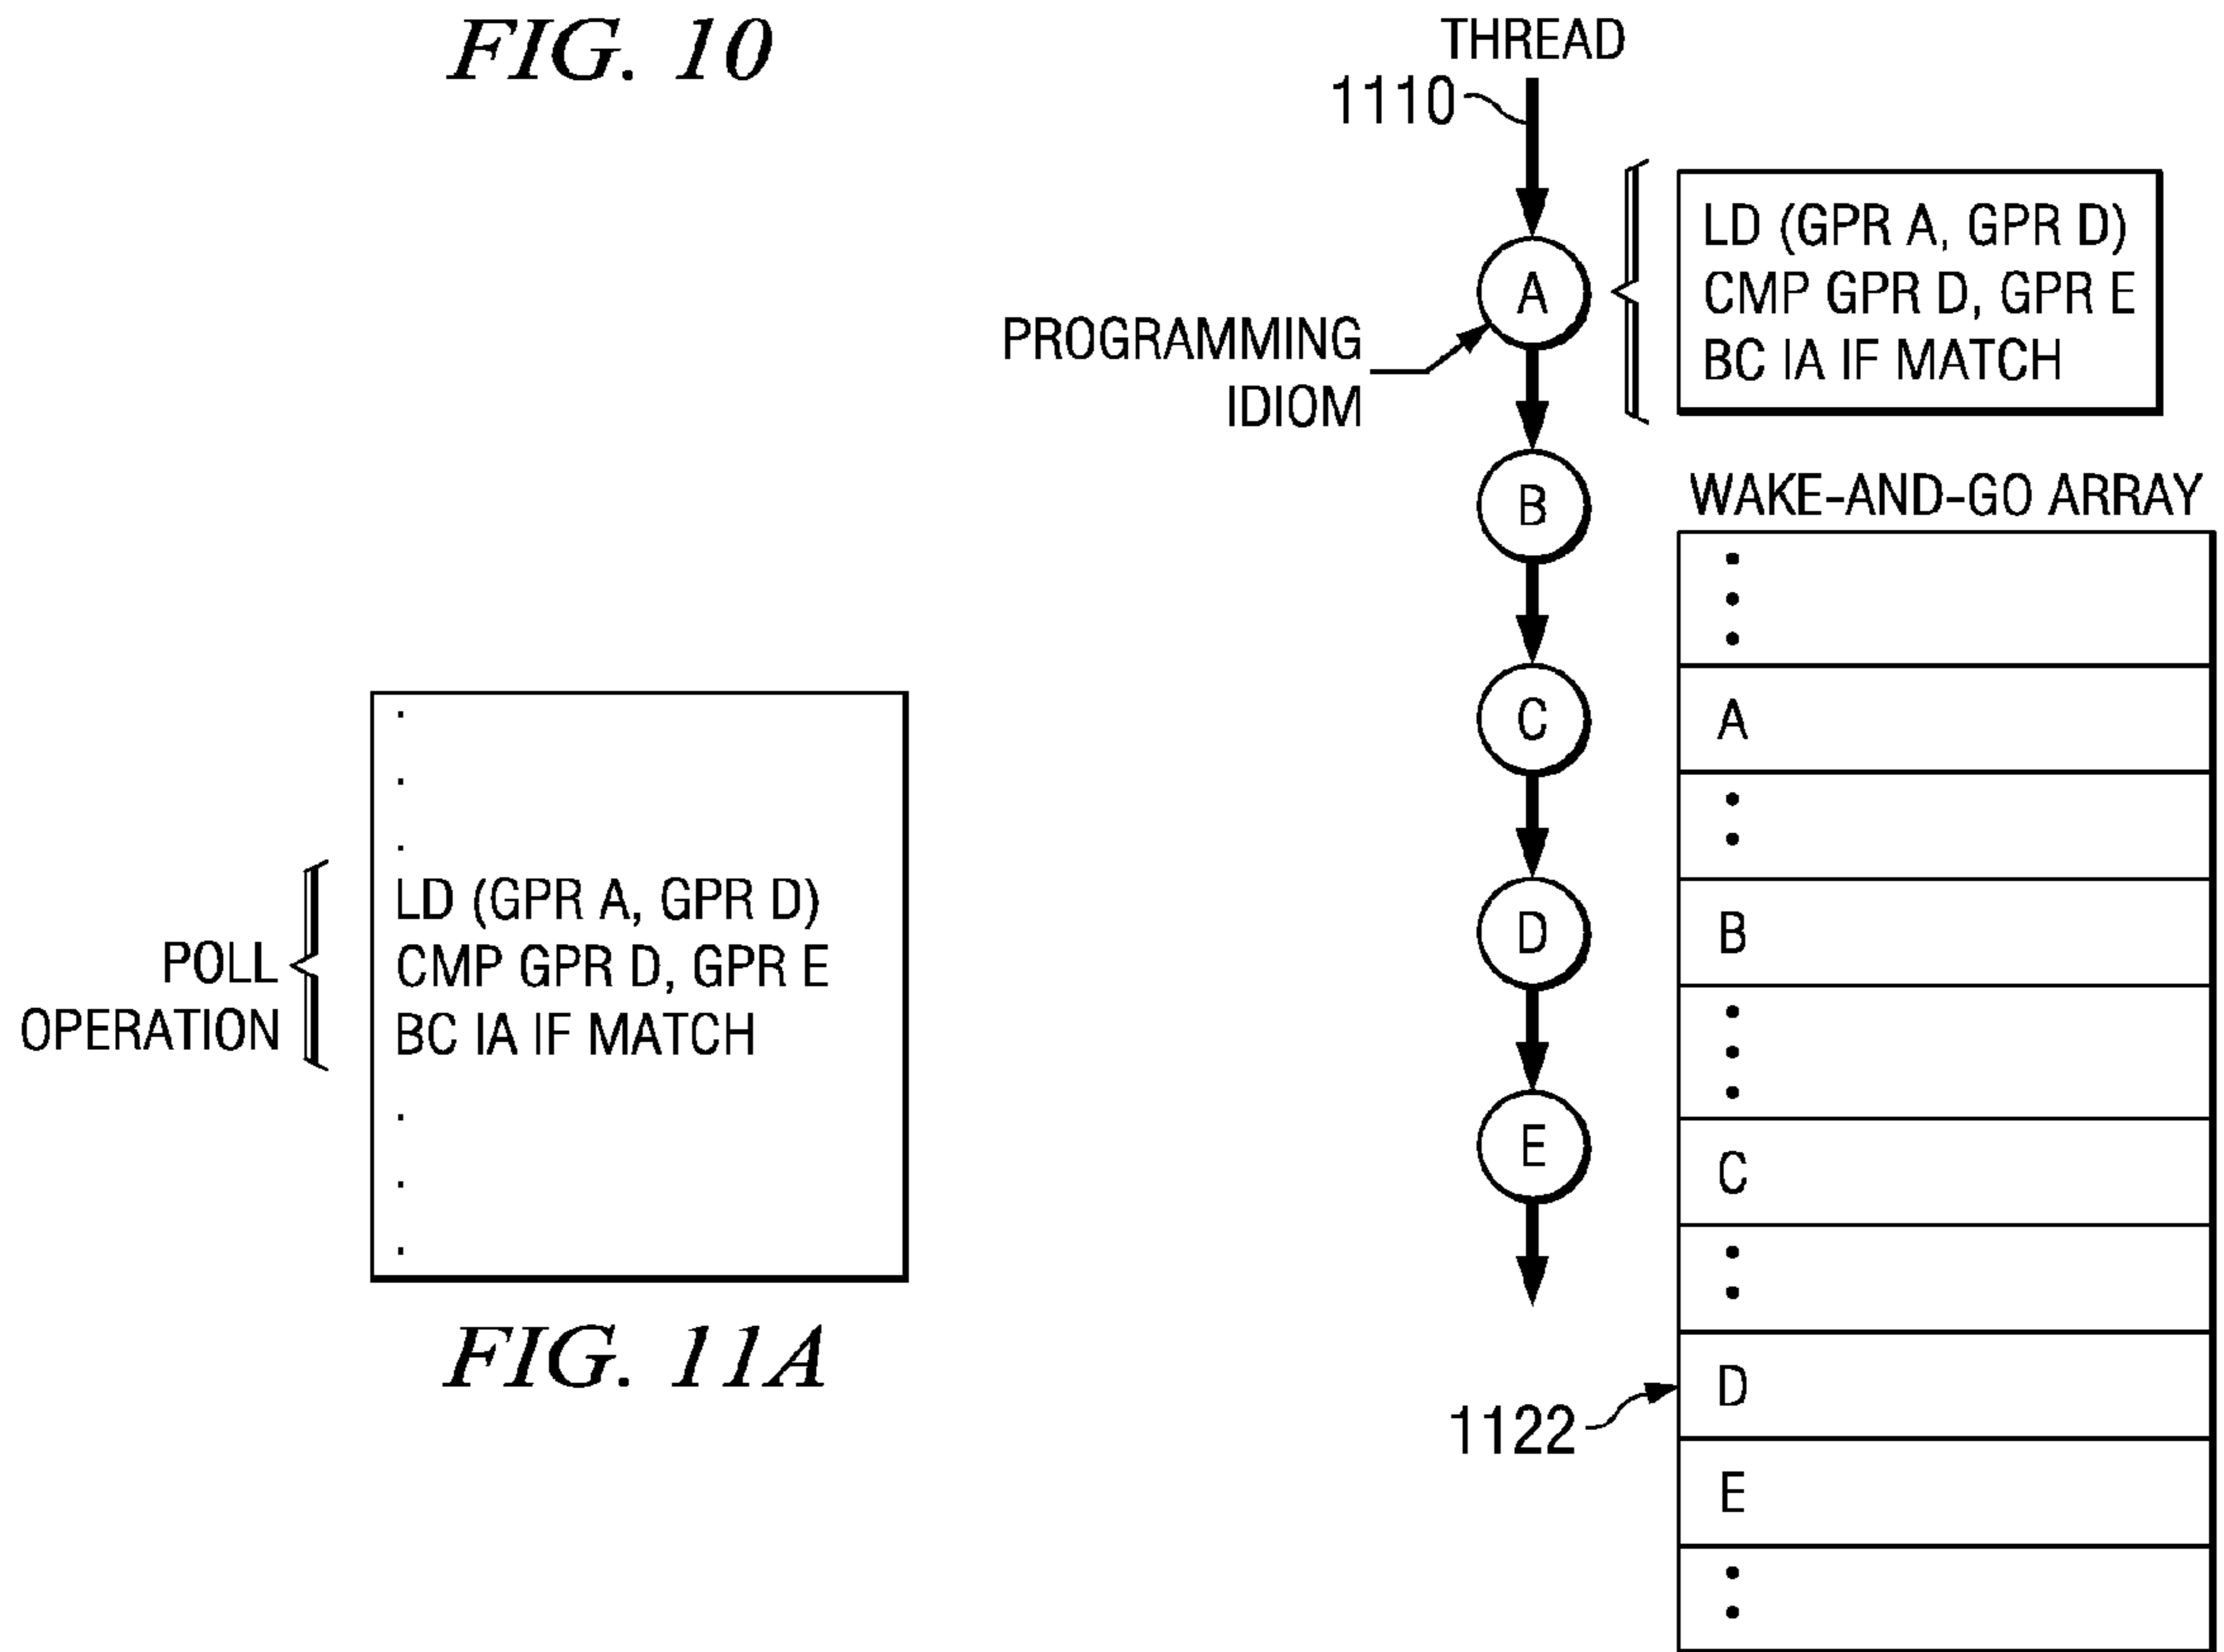 FIG. 10
POLL
OPERATION
.
.
.
LD (GPR A, GPR D)
CMP GPR D, GPR E
BC IA IF MATCH
.
.
.
FIG. 11A
THREAD
1110
PROGRAMMING
IDIOM
A
B
C
D
E
LD (GPR A, GPR D)
CMP GPR D, GPR E
BC IA IF MATCH
WAKE-AND-GO ARRAY
A
B
C
D
E
1122